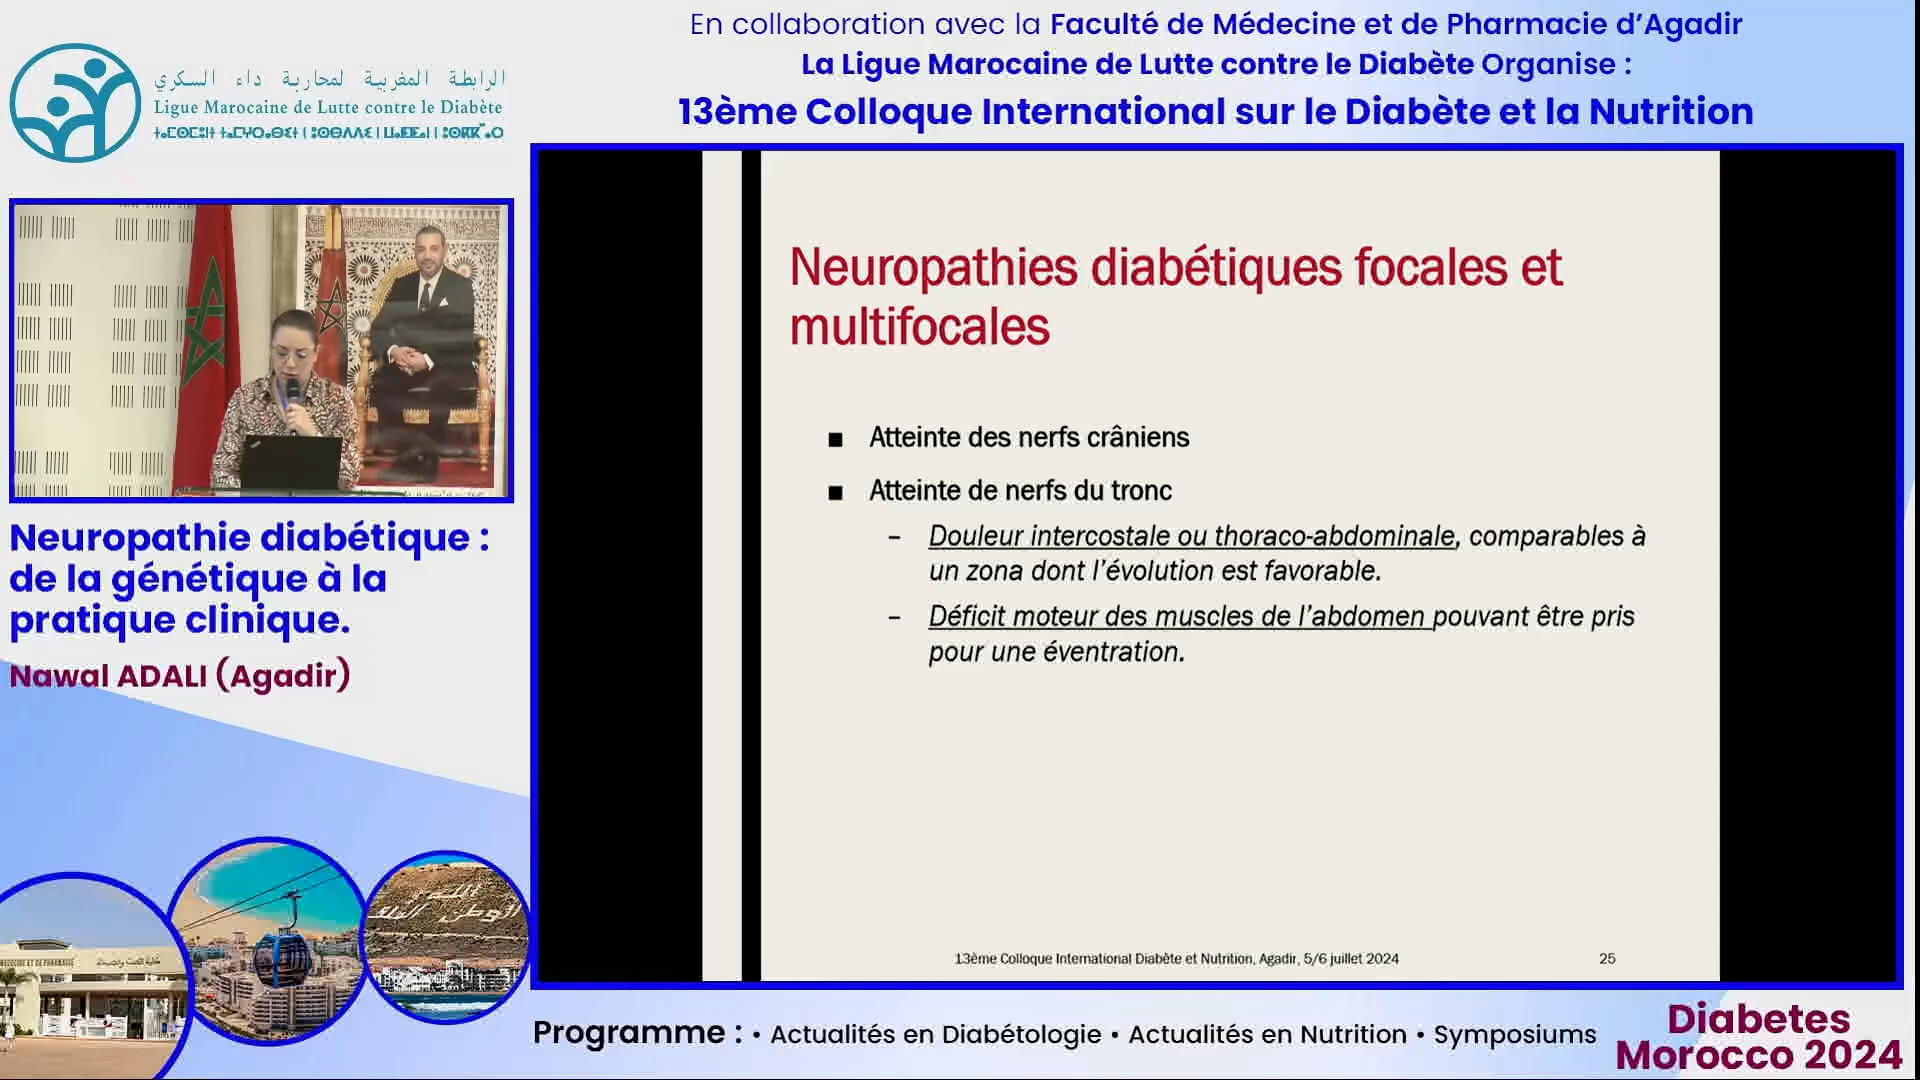 En collaboration avec la Faculté de Médecine et de Pharmacie d'Agadir
La Ligue Marocaine de Lutte contre le Diabète Organise :
13ème Colloque International sur le Diabète et la Nutrition
الرابطة المغربية لمحاربة داء السكري
Ligue Marocaine de Lutte contre le Diabète
Neuropathie diabétique :
de la génétique à la
pratique clinique.
Nawal ADALI (Agadir)
Neuropathies diabétiques focales et
multifocales
■ Atteinte des nerfs crâniens
■ Atteinte de nerfs du tronc
– Douleur intercostale ou thoraco-abdominale, comparables à
un zona dont l'évolution est favorable.
– Déficit moteur des muscles de l'abdomen pouvant être pris
pour une éventration.
13ème Colloque International Diabète et Nutrition, Agadir, 5/6 juillet 2024
25
الله
الوطن الملك
Programme : • Actualités en Diabétologie • Actualités en Nutrition • Symposiums
Diabetes
Morocco 2024